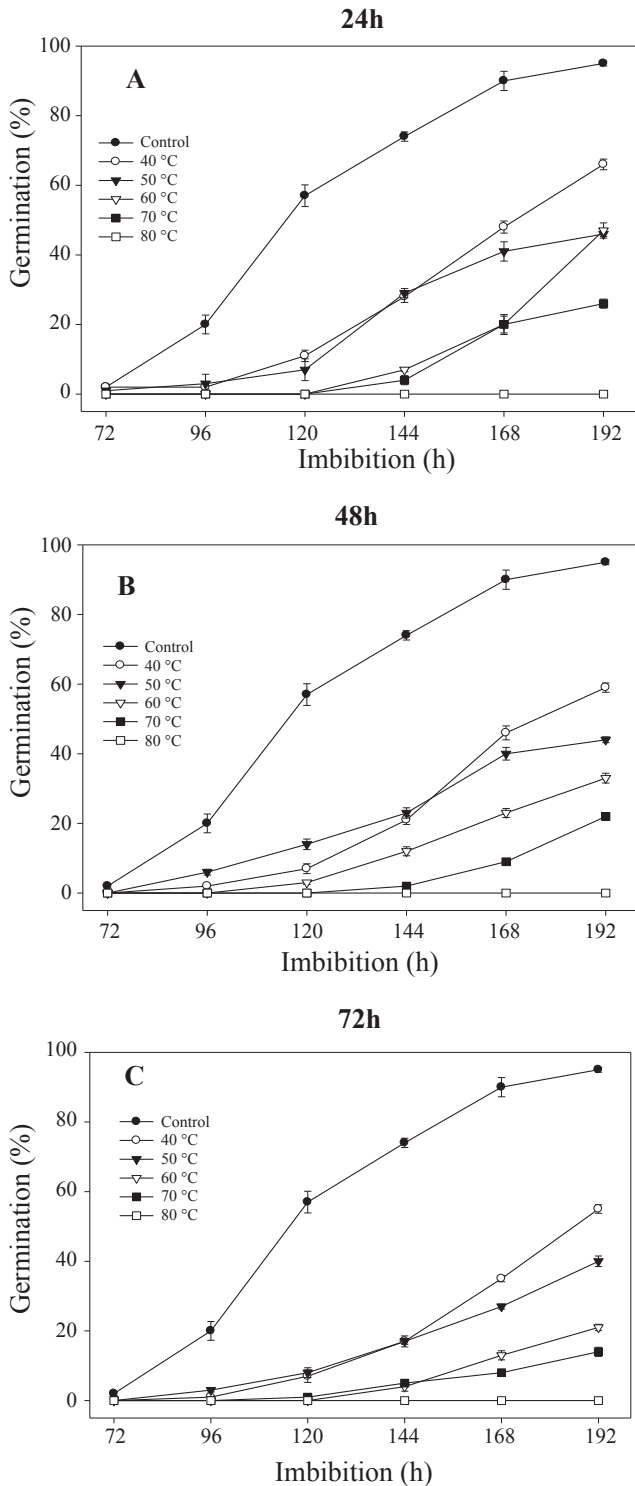 24h
100
A
Control
40 °C
50 °C
60 °C
70 °C
80 °C
80
60
40
20
0
Germination (%)
72 96 120 144 168 192
Imbibition (h)
48h
100
B
Control
40 °C
50 °C
60 °C
70 °C
80 °C
80
60
40
20
0
Germination (%)
72 96 120 144 168 192
Imbibition (h)
72h
100
C
Control
40 °C
50 °C
60 °C
70 °C
80 °C
80
60
40
20
0
Germination (%)
72 96 120 144 168 192
Imbibition (h)